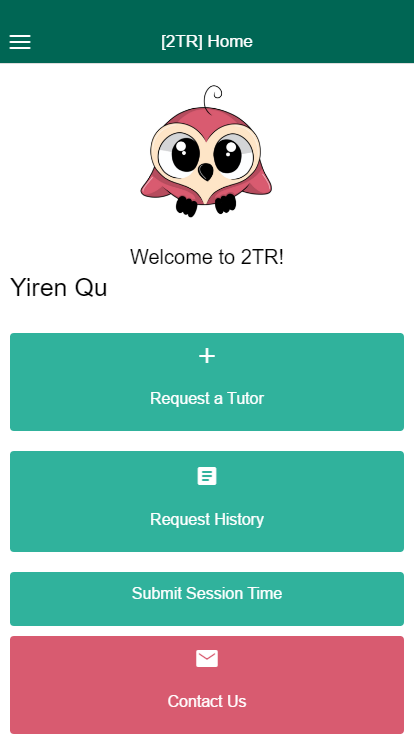 [2TR] Home
Welcome to 2TR!
Yiren Qu
Request a Tutor
Request History
Submit Session Time
Contact Us